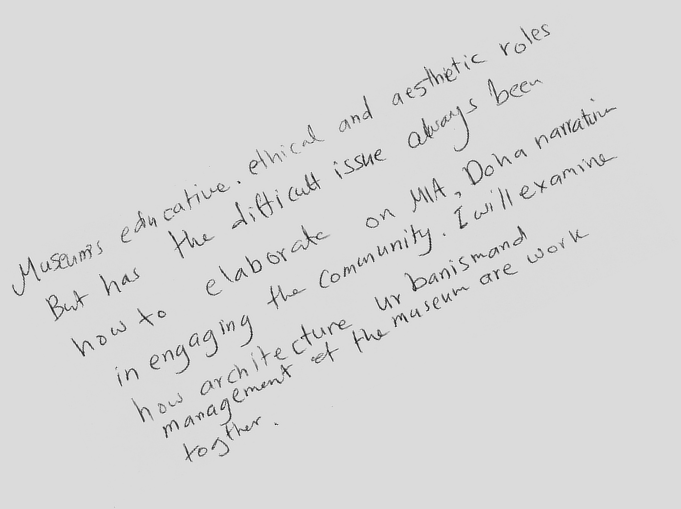 Museums educative, ethical and aesthetic roles
But has the difficult issue always been
how to elaborate on MIA, Doha narration
in engaging the community. I will examine
how architecture urbanismand
management of the museum are work
togther.